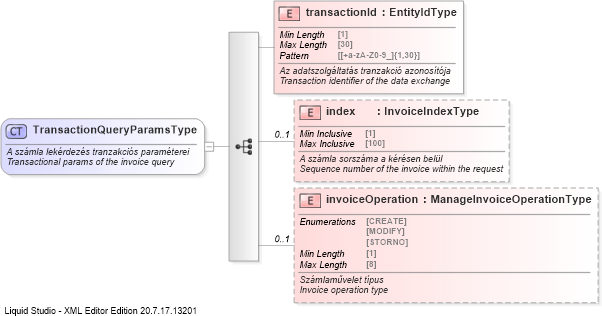 E transactionId : EntityIdType
Min Length [1]
Max Length [30]
Pattern [[+a-zA-Z0-9_]{1,30}]
Az adatszolgáltatás tranzakció azonosítója
Transaction identifier of the data exchange
CT TransactionQueryParamsType
A számla lekérdezés tranzakciós paraméterei
Transactional params of the invoice query
0..1
E index : InvoiceIndexType
Min Inclusive [1]
Max Inclusive [100]
A számla sorszáma a kérésen belül
Sequence number of the invoice within the request
0..1
E invoiceOperation : ManageInvoiceOperationType
Enumerations [CREATE]
[MODIFY]
[STORNO]
Min Length [1]
Max Length [8]
Számlaművelet típus
Invoice operation type
Liquid Studio - XML Editor Edition 20.7.17.13201